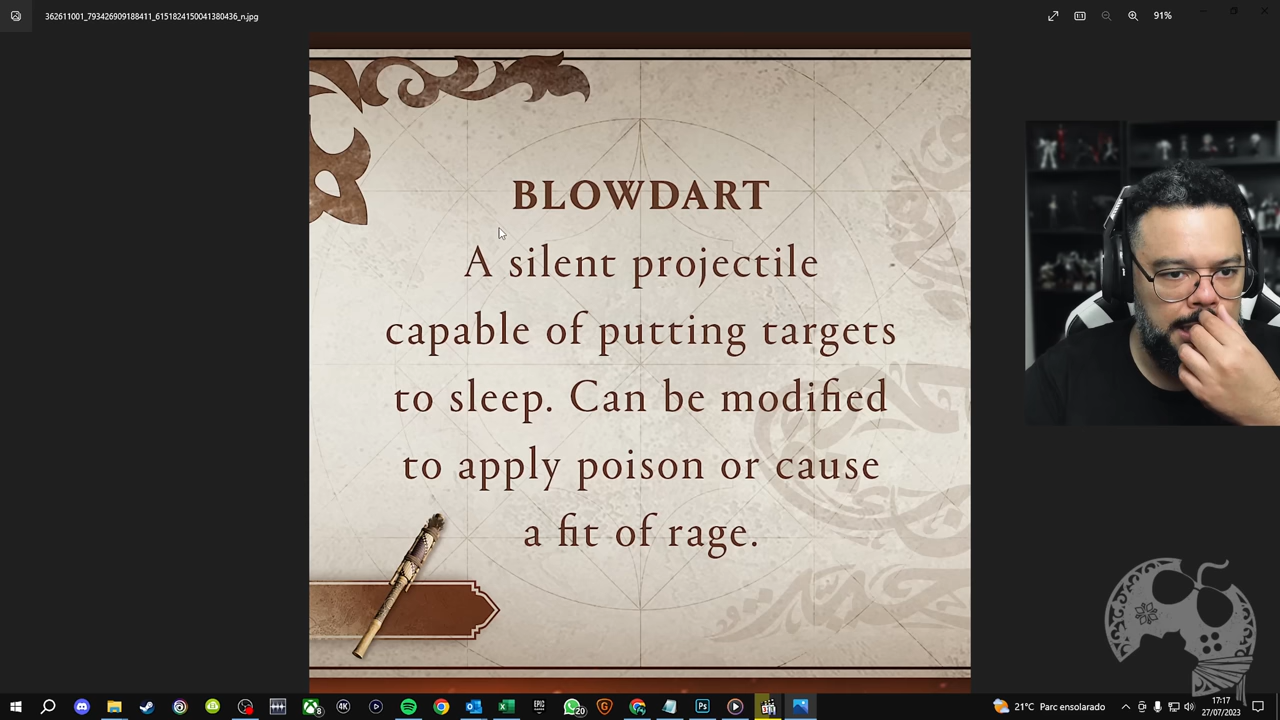 362611001_793426909188411_6151824150041380436_n.jpg
91%
BLOWDART
A silent projectile
capable of putting targets
to sleep. Can be modified
to apply poison or cause
a fit of rage.
21°C Parc ensolarado
17:17
27/07/2023